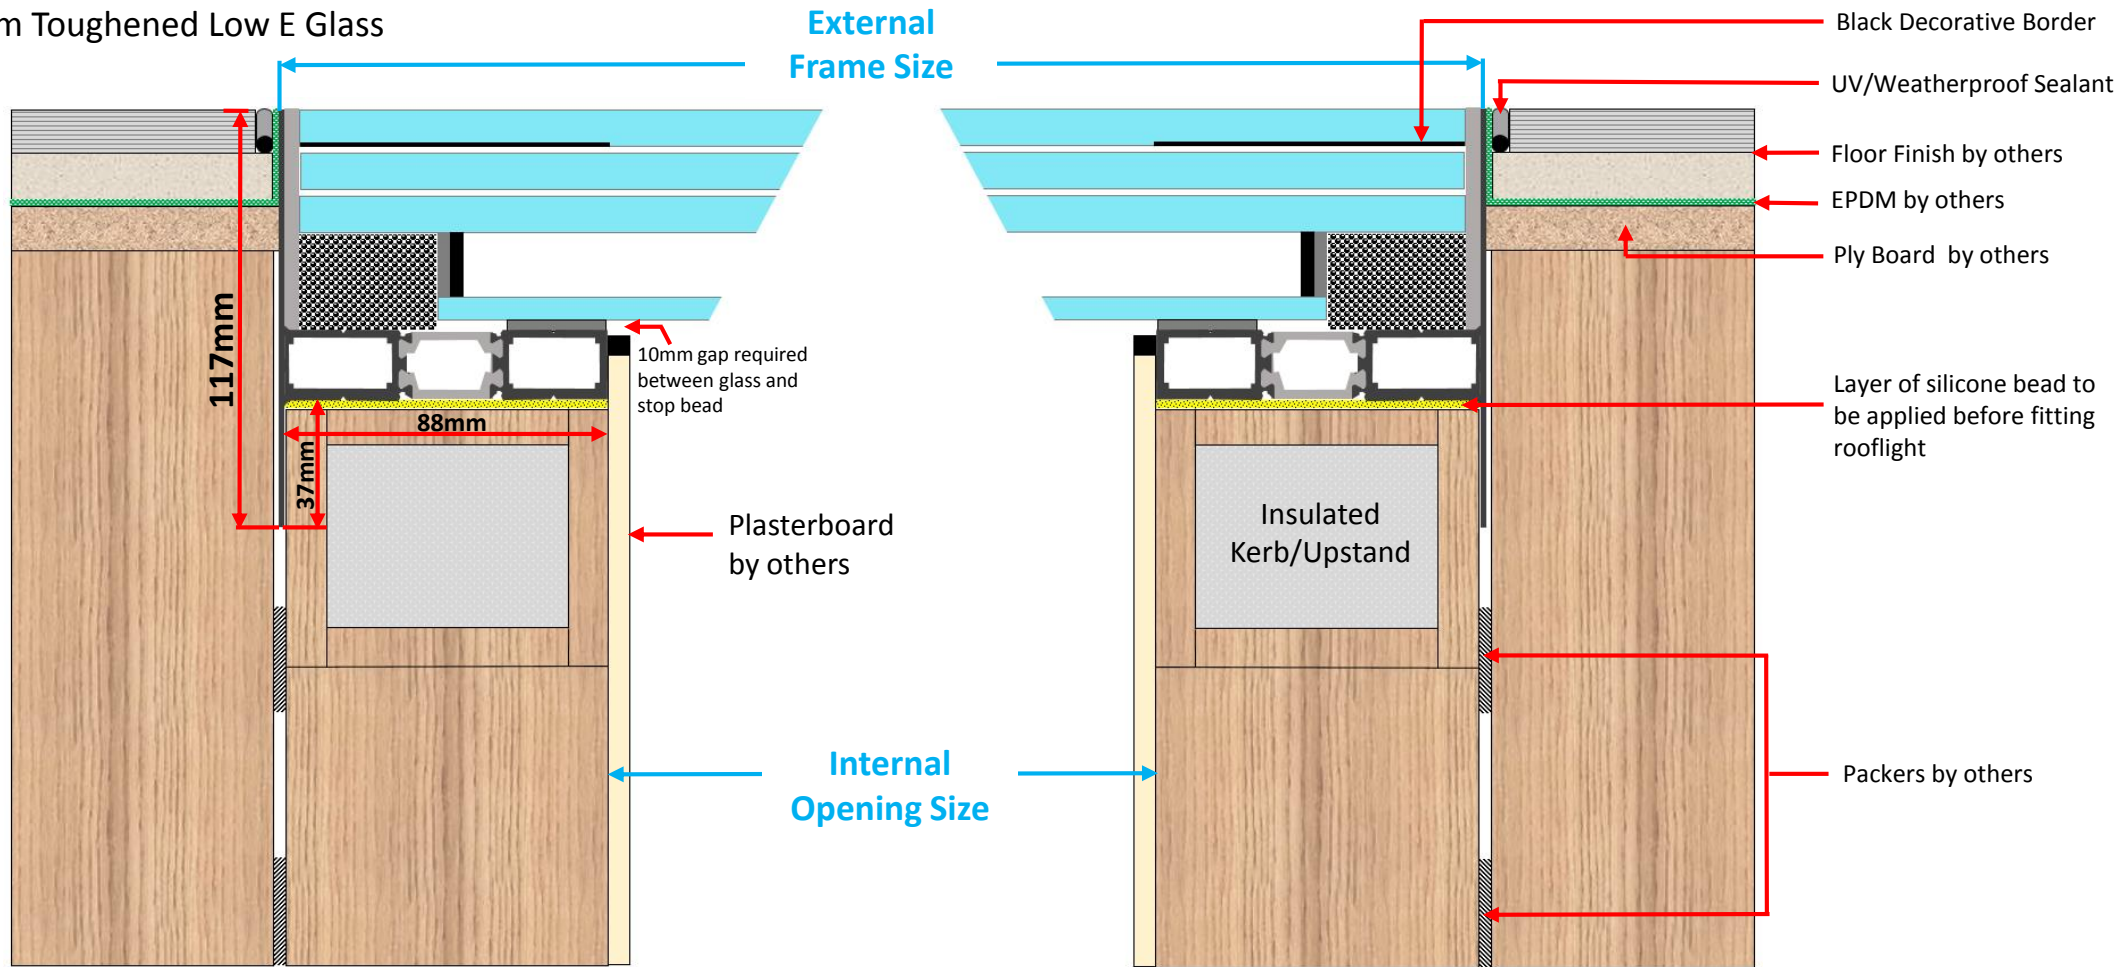 m Toughened Low E Glass
External
Frame Size
Black Decorative Border
UV/Weatherproof Sealant
Floor Finish by others
EPDM by others
Ply Board by others
117mm
10mm gap required
between glass and
stop bead
88mm
37mm
Layer of silicone bead to
be applied before fitting
rooflight
Plasterboard
by others
Insulated
Kerb/Upstand
Internal
Opening Size
Packers by others